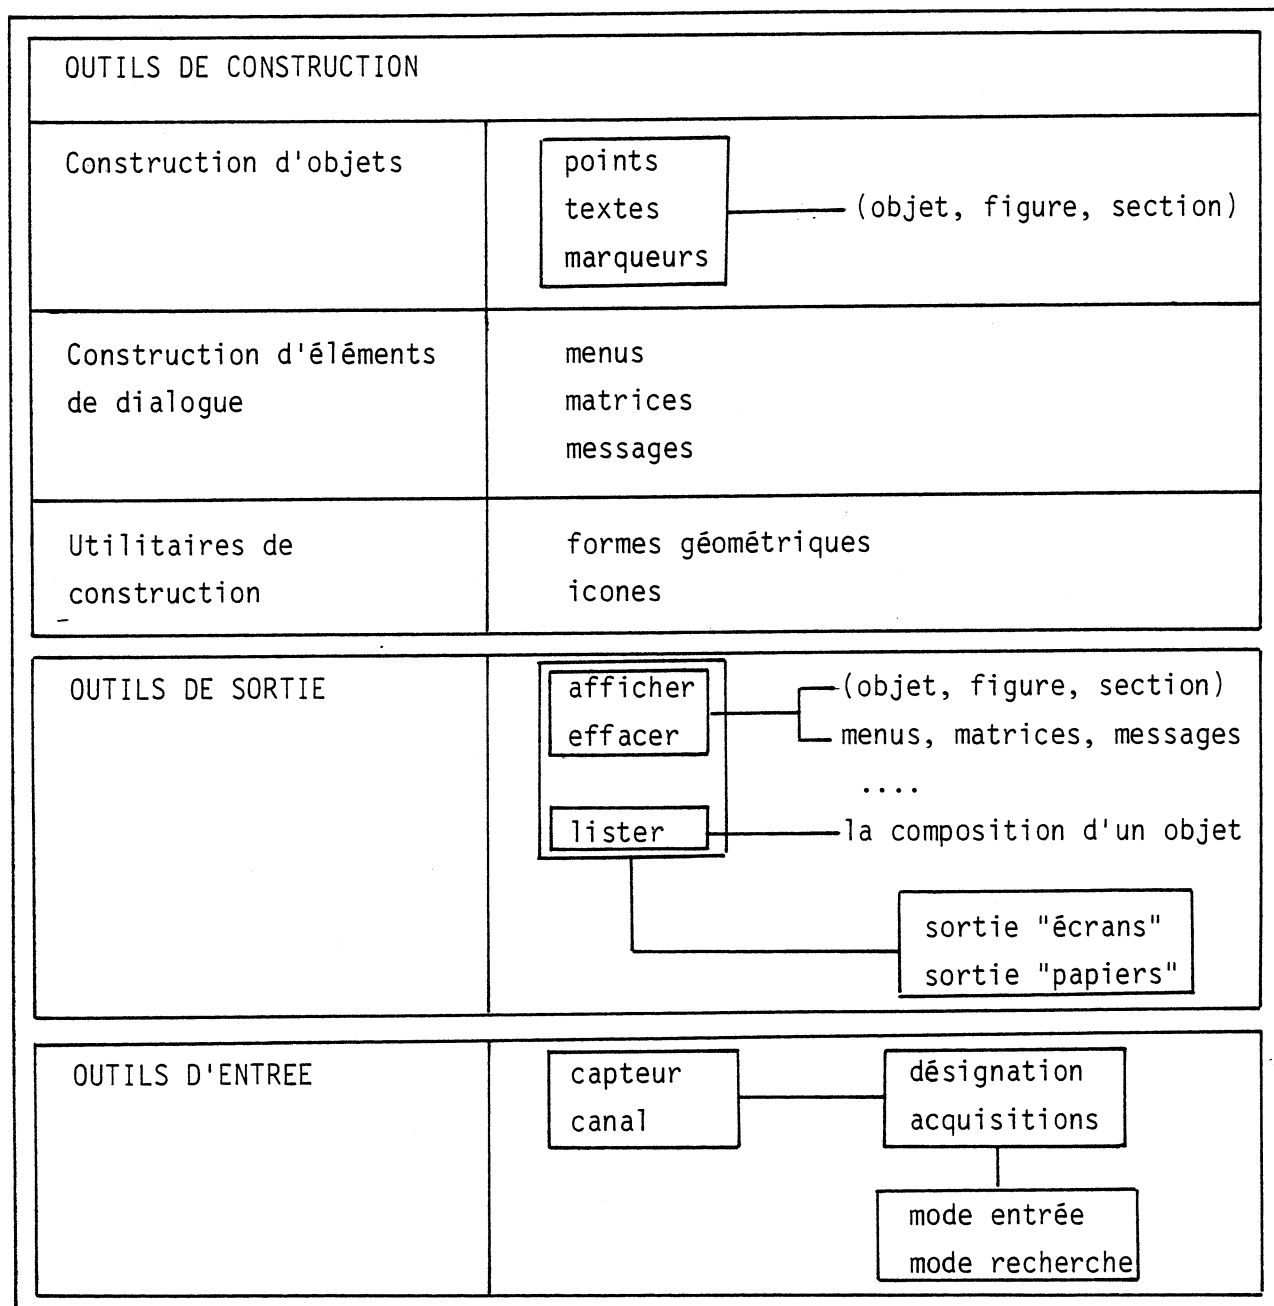 OUTILS DE CONSTRUCTION
Construction d'objets
points
textes
marqueurs
(objet, figure, section)
Construction d'éléments
de dialogue
menus
matrices
messages
Utilitaires de
construction
formes géométriques
icones
OUTILS DE SORTIE
afficher
effacer
(objet, figure, section)
menus, matrices, messages
....
lister
la composition d'un objet
sortie "écrans"
sortie "papiers"
OUTILS D'ENTREE
capteur
canal
désignation
acquisitions
mode entrée
mode recherche